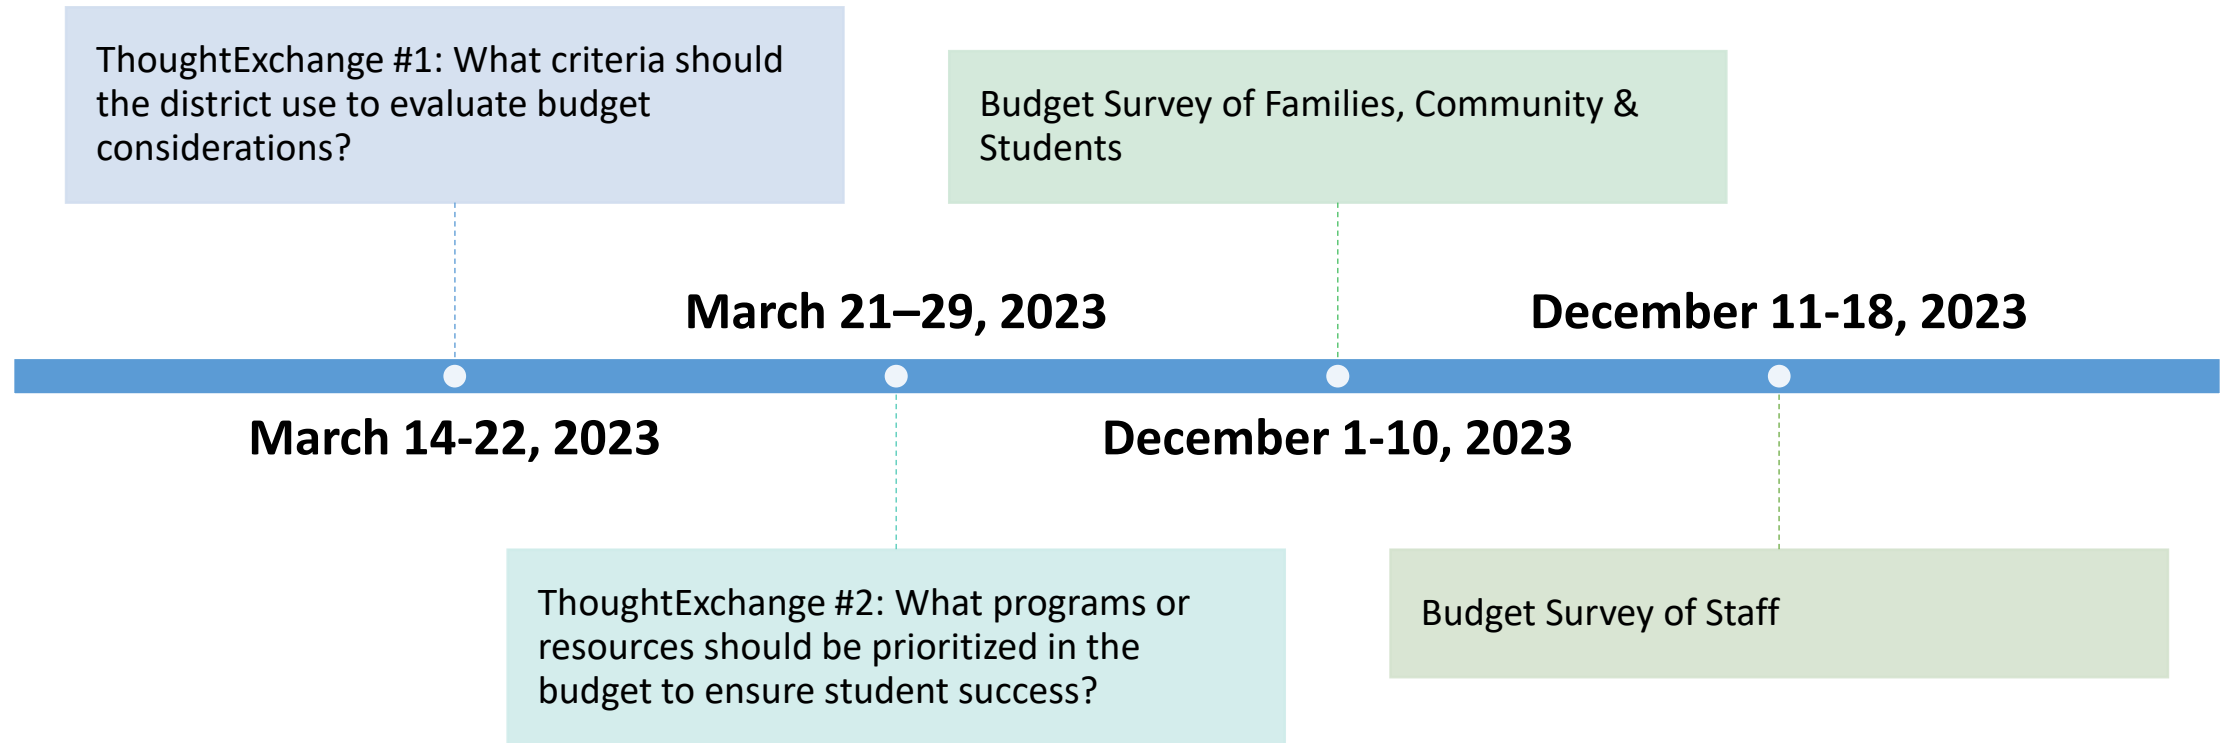 ThoughtExchange #1: What criteria should
the district use to evaluate budget
considerations?
Budget Survey of Families, Community &
Students
March 21–29, 2023
December 11-18, 2023
March 14-22, 2023
December 1-10, 2023
ThoughtExchange #2: What programs or
resources should be prioritized in the
budget to ensure student success?
Budget Survey of Staff